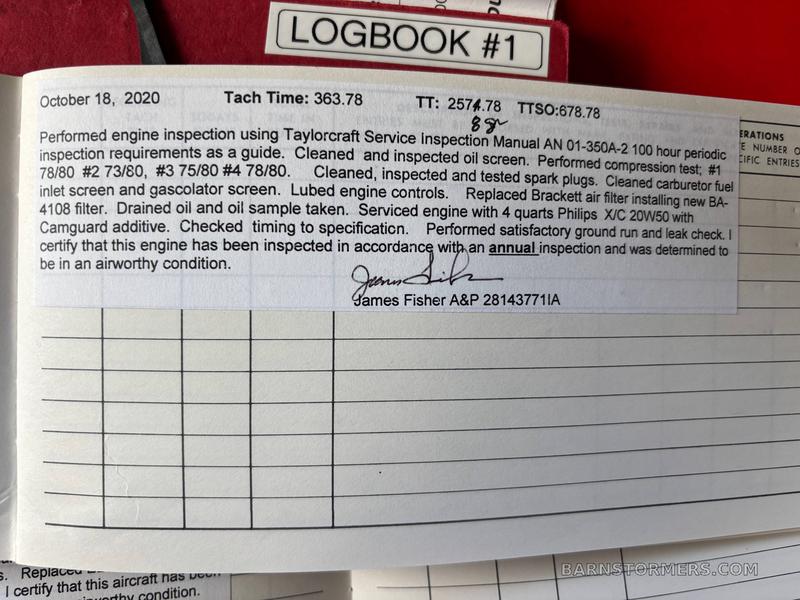 LOGBOOK #1
October 18, 2020 Tach Time: 363.78 TT: 2574.78 TTSO:678.78
Performed engine inspection using Taylorcraft Service Inspection Manual AN 01-350A-2 100 hour periodic
inspection requirements as a guide. Cleaned and inspected oil screen. Performed compression test; #1
78/80 #2 73/80, #3 75/80 #4 78/80. Cleaned, inspected and tested spark plugs. Cleaned carburetor fuel
inlet screen and gascolator screen. Lubed engine controls. Replaced Brackett air filter installing new BA-
4108 filter. Drained oil and oil sample taken. Serviced engine with 4 quarts Philips X/C 20W50 with
Camguard additive. Checked timing to specification. Performed satisfactory ground run and leak check. I
certify that this engine has been inspected in accordance with an annual inspection and was determined to
be in an airworthy condition.
James Fisher A&P 28143771IA
ERATIONS
E NUMBER O
CIFIC ENTRIES
s. Replaced
I certify that this aircraft has been
worthy condition.
BARNSTORMERS.COM